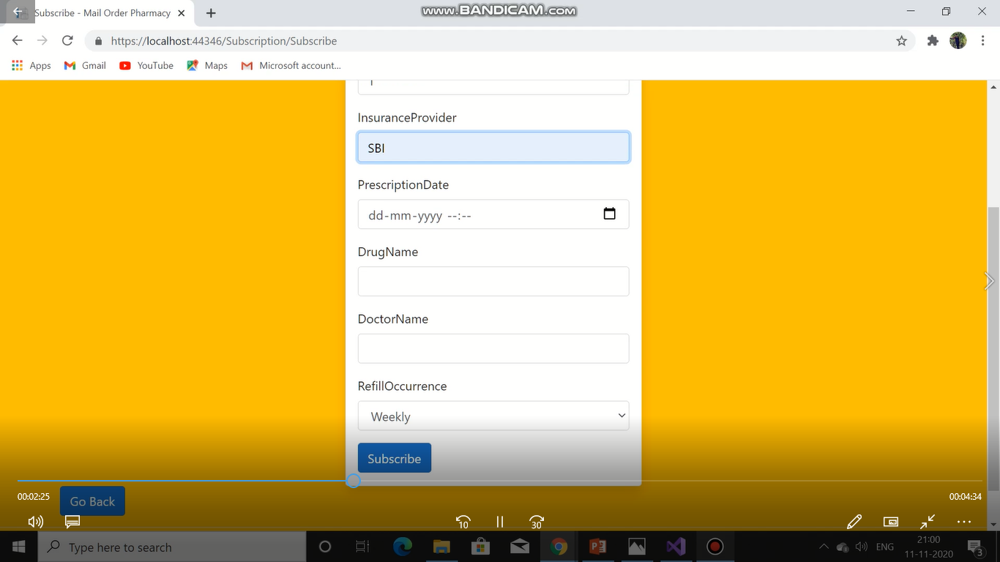 Subscribe - Mail Order Pharmacy
www.BANDICAM.com
https://localhost:44346/Subscription/Subscribe
Apps
Gmail
YouTube
Maps
Microsoft account...
InsuranceProvider
SBI
PrescriptionDate
dd-mm-yyyy --:--
DrugName
DoctorName
RefillOccurrence
Weekly
Subscribe
00:02:25
Go Back
00:04:34
10
30
Type here to search
ENG
21:00
11-11-2020
3